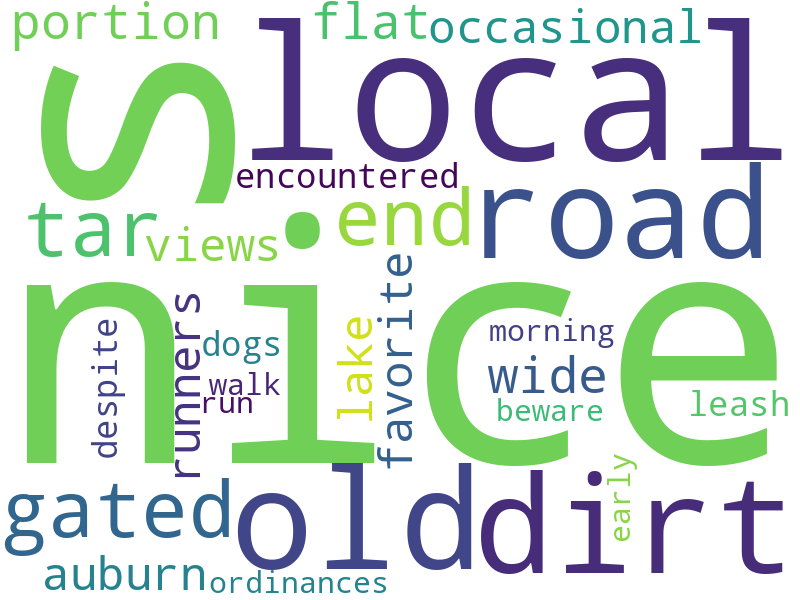 portion
flat
occasional
s
local
encountered
tar
views
end
road
nice
despite
runners
dogs
walk
run
lake
favorite
morning
wide
beware
leash
gated
old
dirt
early
auburn
ordinances